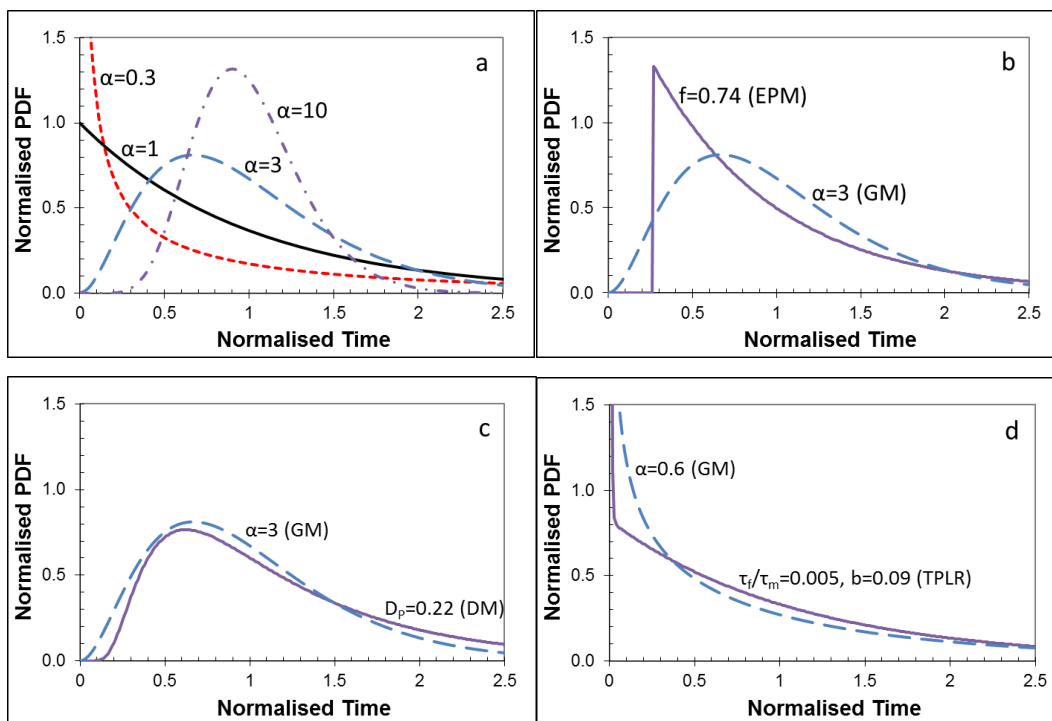 a
α=0.3
α=10
α=1
α=3
Normalised PDF
1.5
1.0
0.5
0.0
0 0.5 1 1.5 2 2.5
Normalised Time
b
f=0.74 (EPM)
α=3 (GM)
Normalised PDF
1.5
1.0
0.5
0.0
0 0.5 1 1.5 2 2.5
Normalised Time
c
α=3 (GM)
D_P=0.22 (DM)
Normalised PDF
1.5
1.0
0.5
0.0
0 0.5 1 1.5 2 2.5
Normalised Time
d
α=0.6 (GM)
τ_f/τ_m=0.005, b=0.09 (TPLR)
Normalised PDF
1.5
1.0
0.5
0.0
0 0.5 1 1.5 2 2.5
Normalised Time